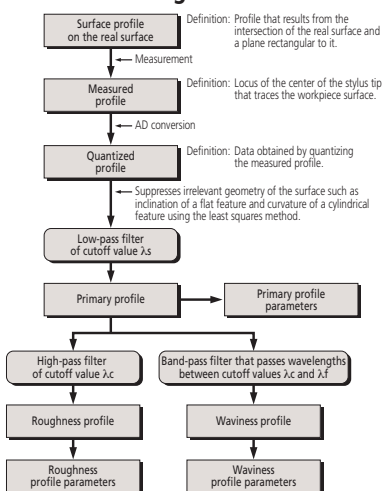 Surface profile
on the real surface
Definition: Profile that results from the
intersection of the real surface and
a plane rectangular to it.
Measurement
Measured
profile
Definition: Locus of the center of the stylus tip
that traces the workpiece surface.
AD conversion
Quantized
profile
Definition: Data obtained by quantizing
the measured profile.
Suppresses irrelevant geometry of the surface such as
inclination of a flat feature and curvature of a cylindrical
feature using the least squares method.
Low-pass filter
of cutoff value λs
Primary profile
Primary profile
parameters
High-pass filter
of cutoff value λc
Band-pass filter that passes wavelengths
between cutoff values λc and λf
Roughness profile
Waviness profile
Roughness
profile parameters
Waviness
profile parameters